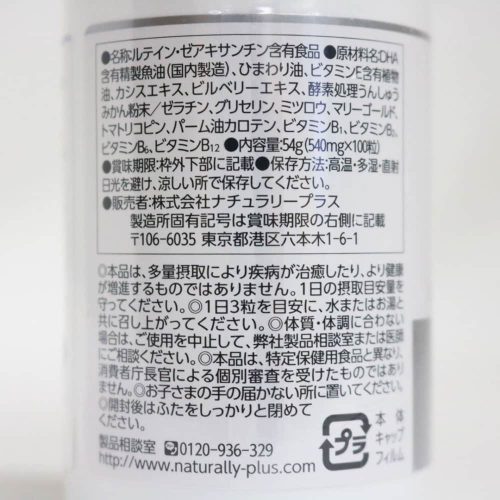 ●名称:ルテイン・ゼアキサンチン含有食品 ●原材料名:DHA
含有精製魚油(国内製造)、ひまわり油、ビタミンE含有植物
油、カシスエキス、ビルベリーエキス、酵素処理うんしゅう
みかん粉末/ゼラチン、グリセリン、ミツロウ、マリーゴールド、
トマトリコピン、パーム油カロテン、ビタミンB₁、ビタミンB₂、
ビタミンB₆、ビタミンB₁₂ ●内容量:54g(540mg×100粒)
●賞味期限:枠外下部に記載 ●保存方法:高温・多湿・直射
日光を避け、涼しい所で保存してください。
●販売者:株式会社ナチュラリープラス
製造所固有記号は賞味期限の右側に記載
〒106-6035 東京都港区六本木1-6-1
◎本品は、多量摂取により疾病が治癒したり、より健康
が増進するものではありません。1日の摂取目安量を
守ってください。◎1日3粒を目安に、水またはお湯と
共に召し上がってください。◎体質・体調に合わない
場合は、ご使用を中止して、弊社製品相談室または医師
にご相談ください。◎本品は、特定保健用食品と異なり、
消費者庁長官による個別審査を受けたものではあり
ません。◎お子さまの手の届かない所に置いてください。
◎開封後はふたをしっかりと閉めて
ください。
製品相談室 0120-936-329
http://www.naturally-plus.com/
プラ
本体
キャップ
フィルム